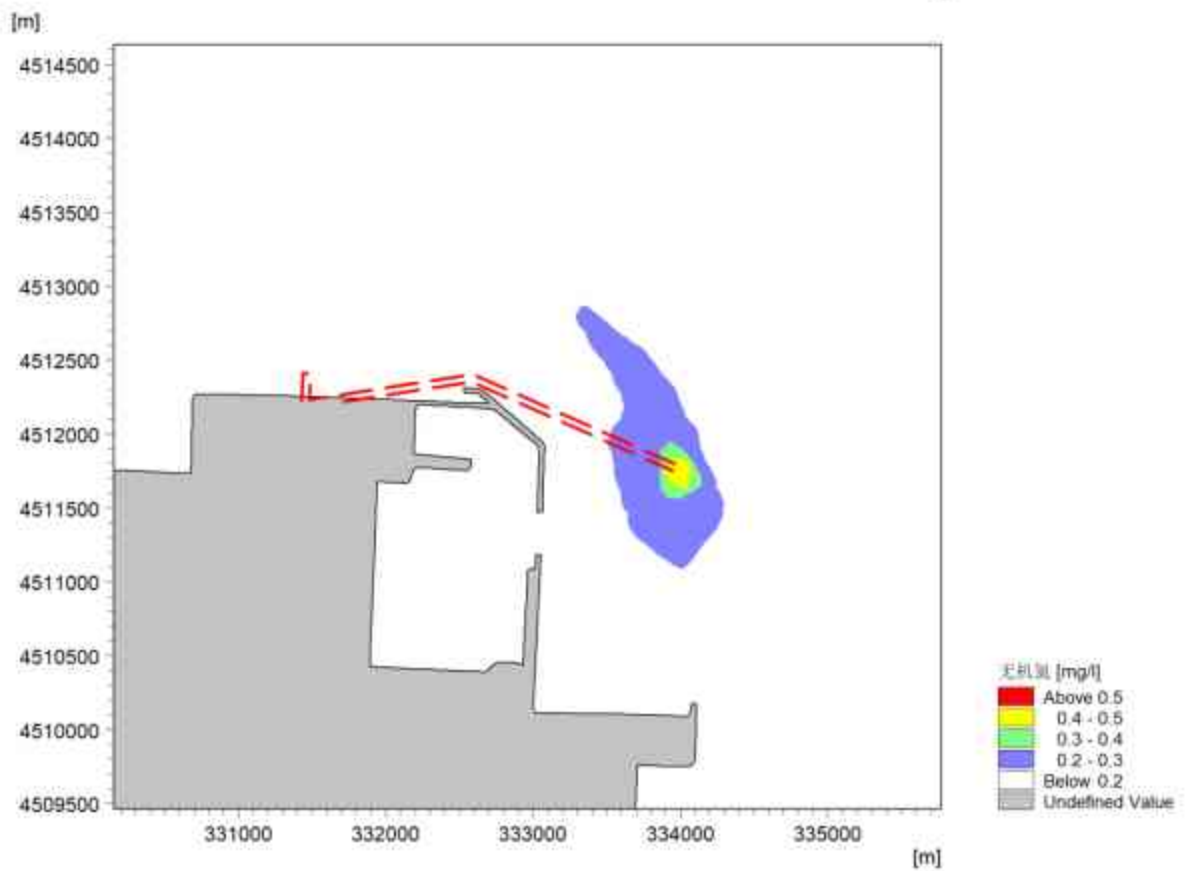 [m]
4514500
4514000
4513500
4513000
4512500
4512000
4511500
4511000
4510500
4510000
4509500
331000 332000 333000 334000 335000
[m]
无机氮 [mg/l]
Above 0.5
0.4 - 0.5
0.3 - 0.4
0.2 - 0.3
Below 0.2
Undefined Value